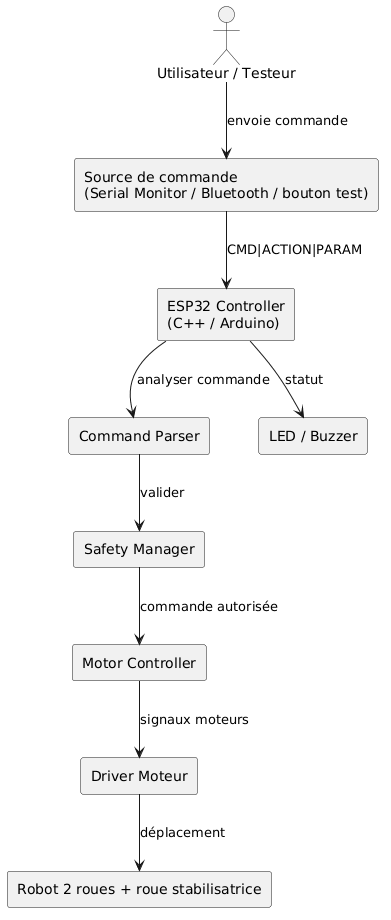 Utilisateur / Testeur
envoie commande
Source de commande
(Serial Monitor / Bluetooth / bouton test)
CMD|ACTION|PARAM
ESP32 Controller
(C++ / Arduino)
analyser commande
statut
Command Parser
LED / Buzzer
valider
Safety Manager
commande autorisée
Motor Controller
signaux moteurs
Driver Moteur
déplacement
Robot 2 roues + roue stabilisatrice